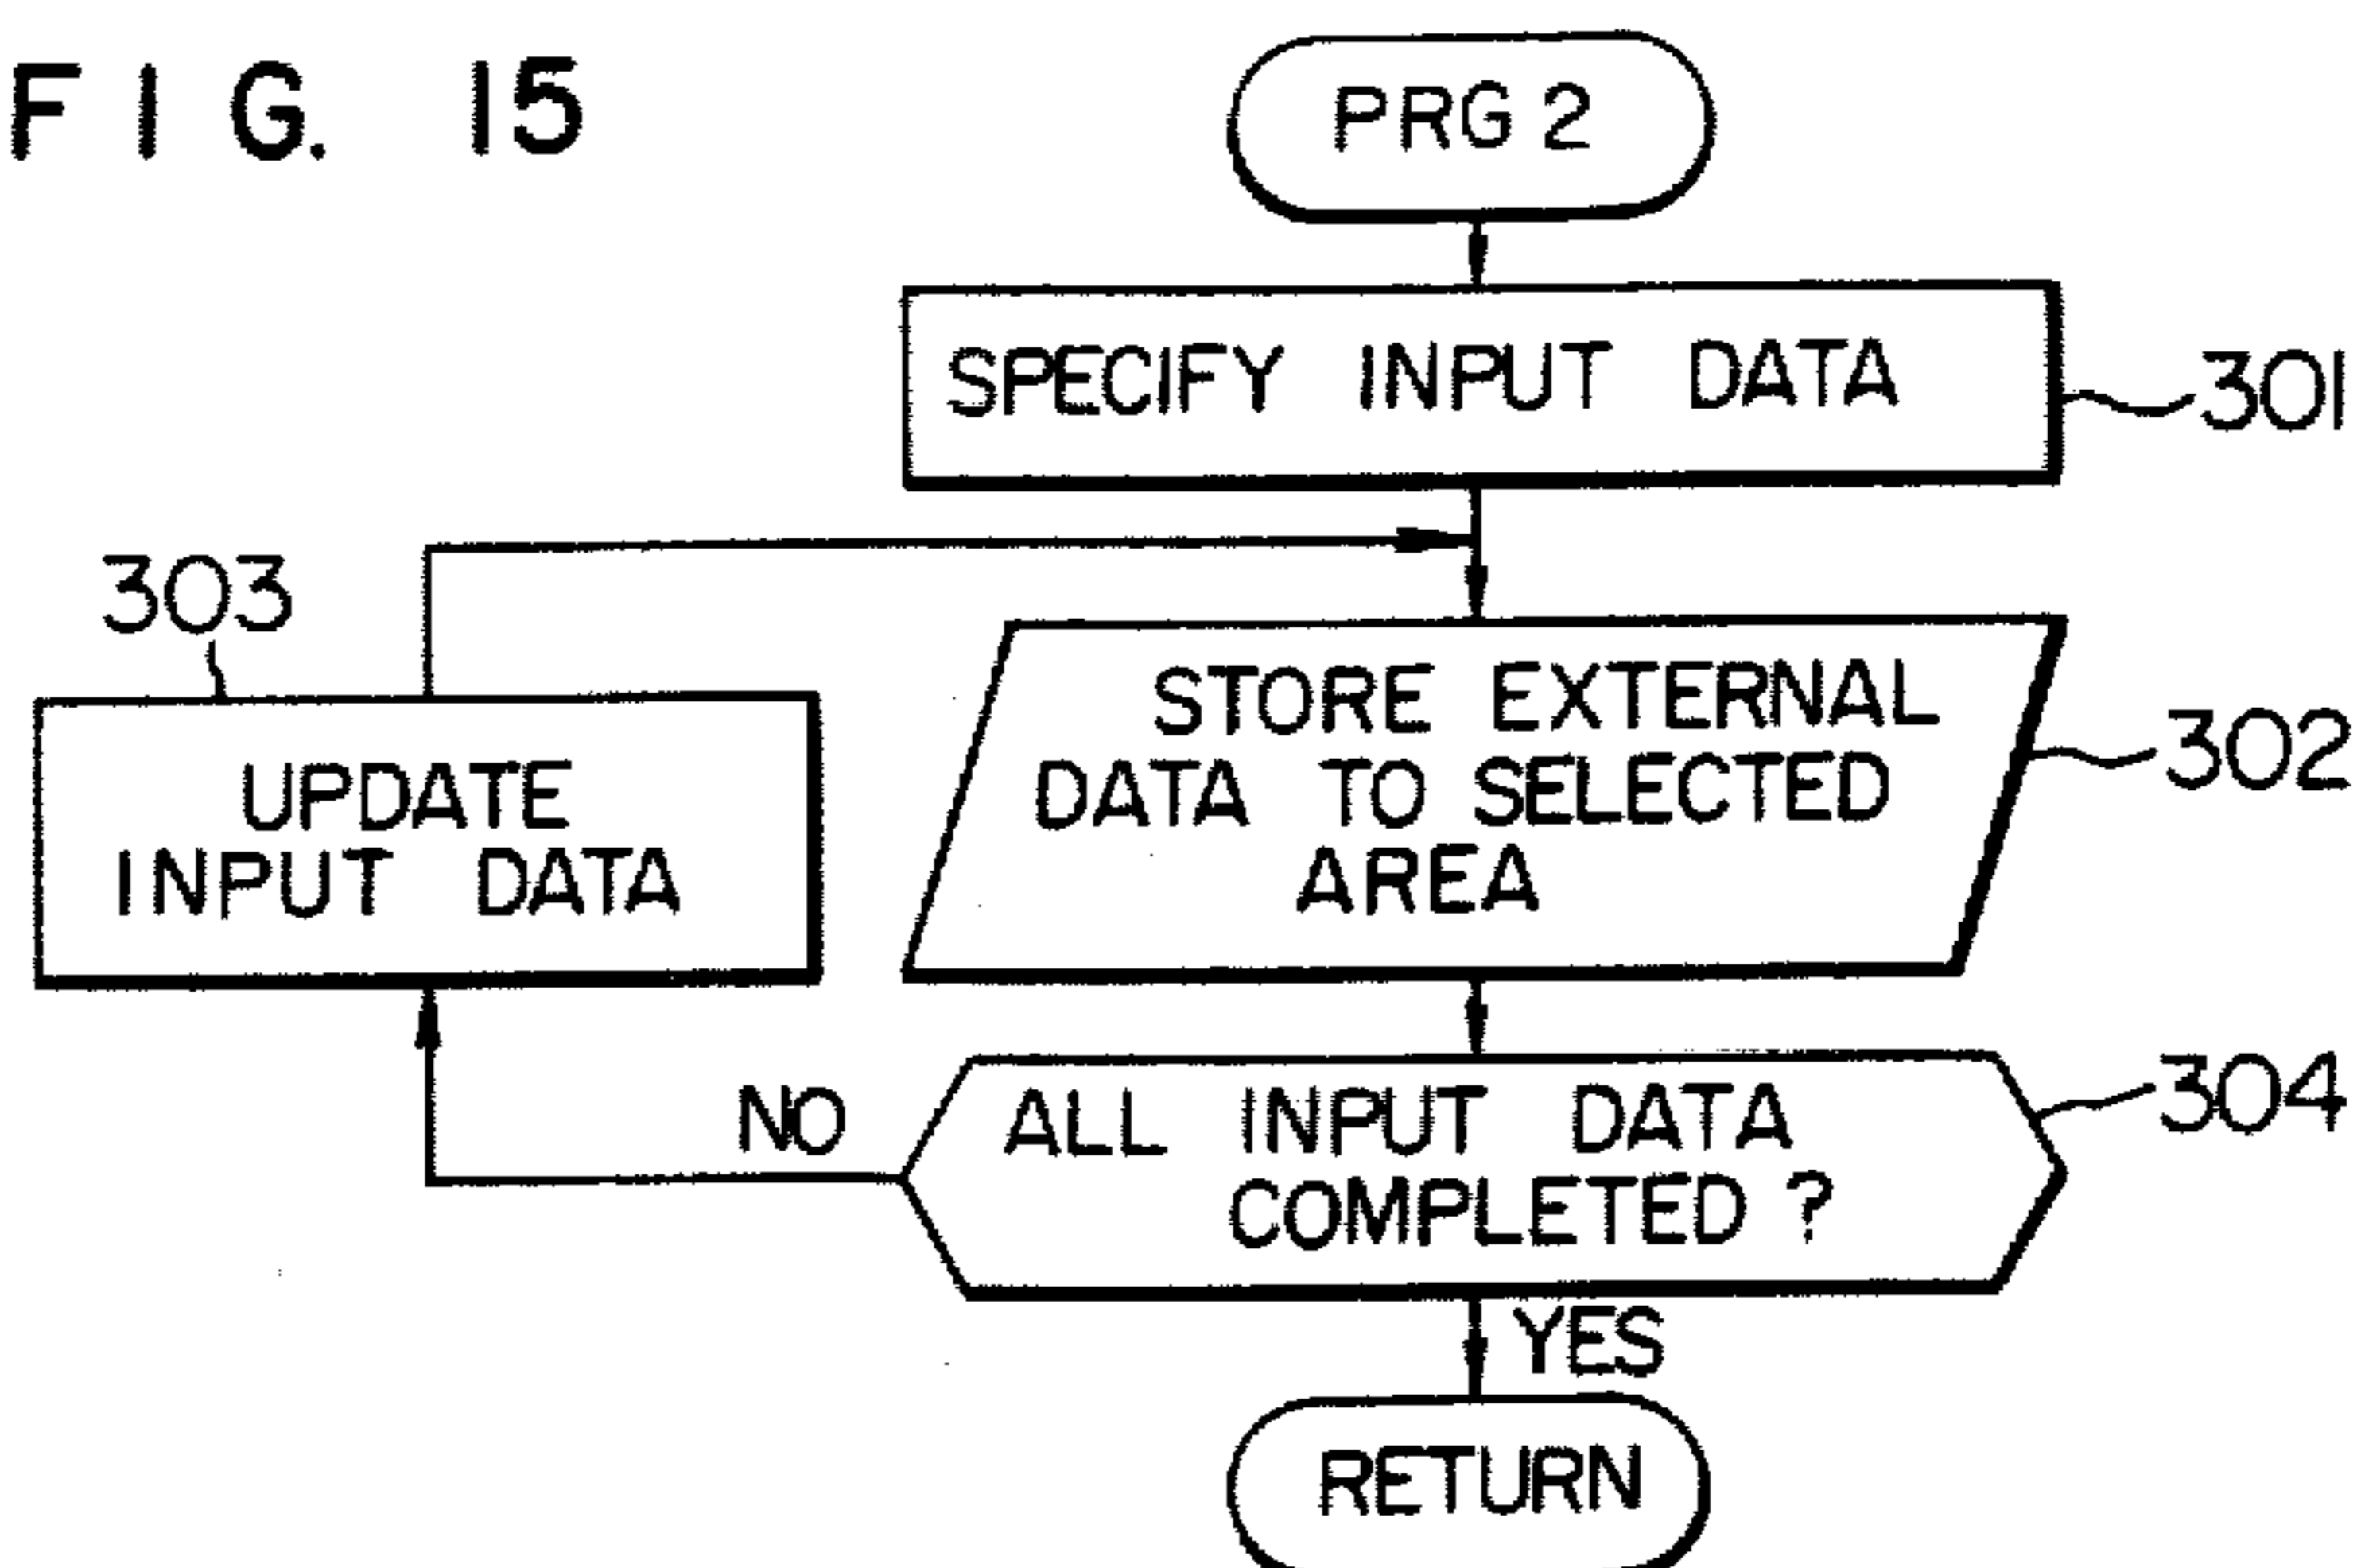 FIG. 15
PRG 2
SPECIFY INPUT DATA
301
303
STORE EXTERNAL
DATA TO SELECTED
AREA
302
UPDATE
INPUT DATA
ALL INPUT DATA
COMPLETED ?
304
NO
YES
RETURN